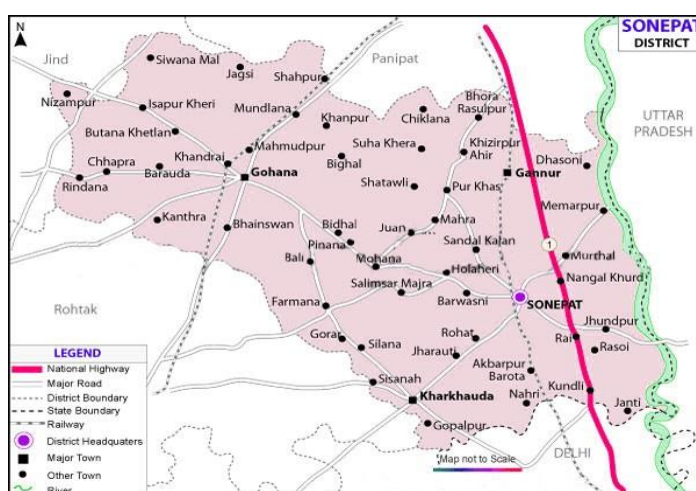 N
SONEPAT
DISTRICT
Jind
Siwana Mal
Jagsi
Panipat
Shahpur
Nizampur
Isapur Kheri
Mundlana
Khanpur
Chiklana
Bhora
Rasulpur
UTTAR
PRADESH
Butana Khetlan
Mahmudpur
Suha Khera
Khizirpur
Ahir
Dhasoni
Chhapra
Barauda
Khandrai
Gohana
Bighal
Gannur
Rindana
Shatawli
Pur Khas
Memarpur
Kanthra
Bhainswan
Bidhal
Juan
Mahra
Pinana
Sandal Kalan
1
Murthal
Bali
Mohana
Holaheri
Nangal Khurd
Salimsar Majra
Barwasni
SONEPAT
Rohtak
Farmana
Jhundpur
Gorar
Silana
Rohat
Rai
Rasoi
Jharauti
Akbarpur
Barota
Sisanah
Kundli
Kharkhauda
Nahri
Janti
Gopalpur
DELHI
Map not to Scale
LEGEND
National Highway
Major Road
District Boundary
State Boundary
Railway
District Headquaters
Major Town
Other Town
River